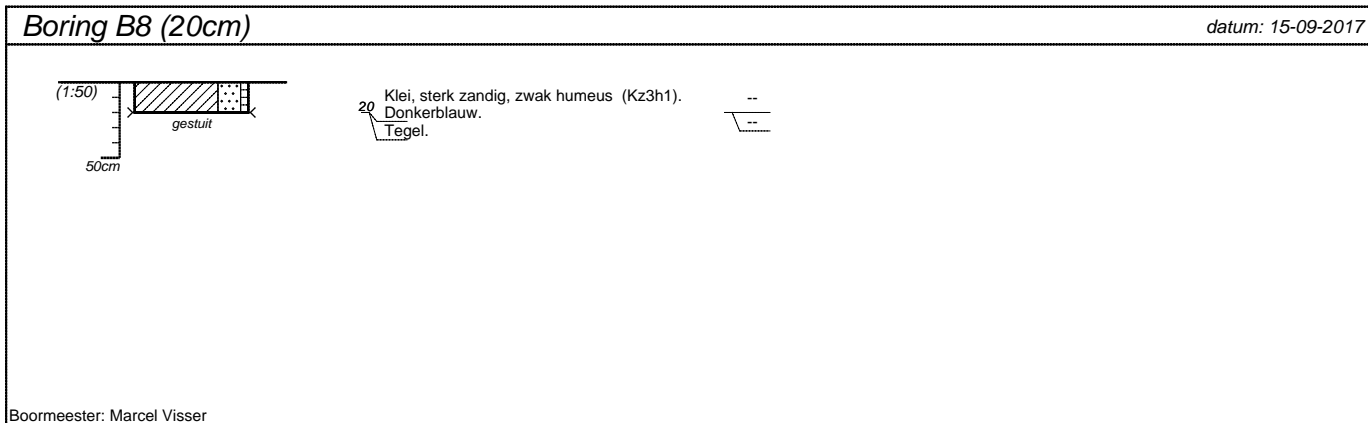 Boring B8 (20cm)
datum: 15-09-2017
(1:50)
gestuit
50cm
Klei, sterk zandig, zwak humeus (Kz3h1).
20
Donkerblauw.
Tegel.
--
--
Boormeester: Marcel Visser